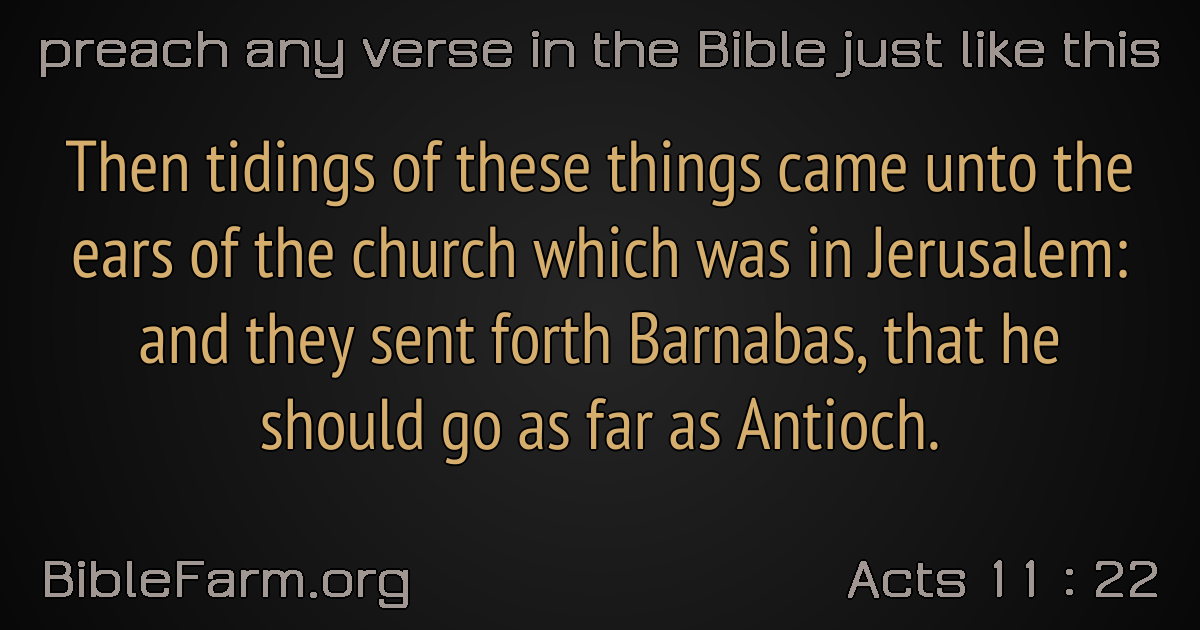 preach any verse in the Bible just like this
Then tidings of these things came unto the
ears of the church which was in Jerusalem:
and they sent forth Barnabas, that he
should go as far as Antioch.
BibleFarm.org
Acts 11 : 22